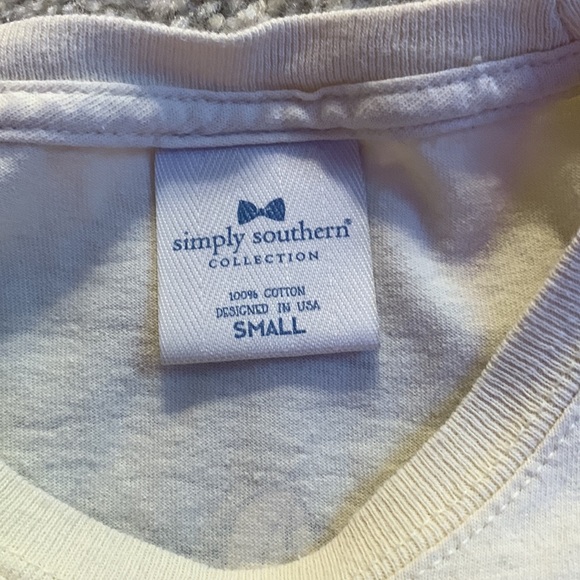 simply southern®
COLLECTION
100% COTTON
DESIGNED IN USA
SMALL